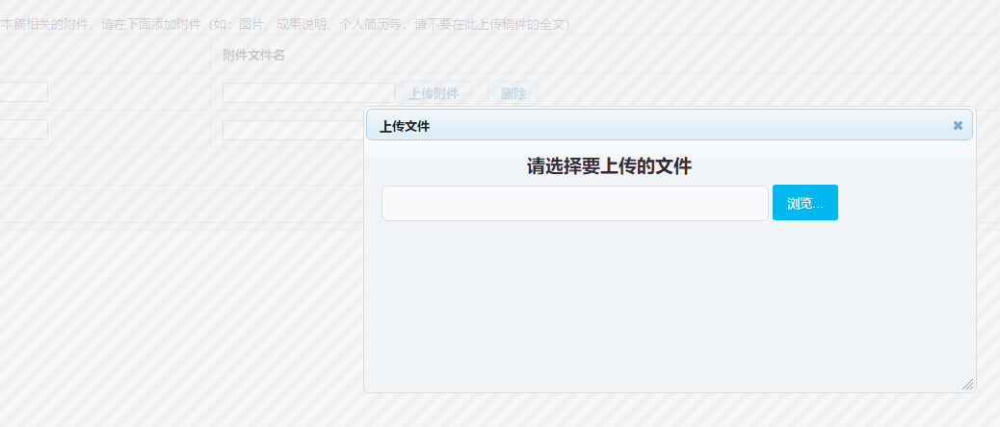 本稿相关的附件，请在下面添加附件（如：图片、成果说明、个人简历等，请不要在此上传稿件的全文）
附件文件名
上传附件 删除
上传文件
请选择要上传的文件
浏览...